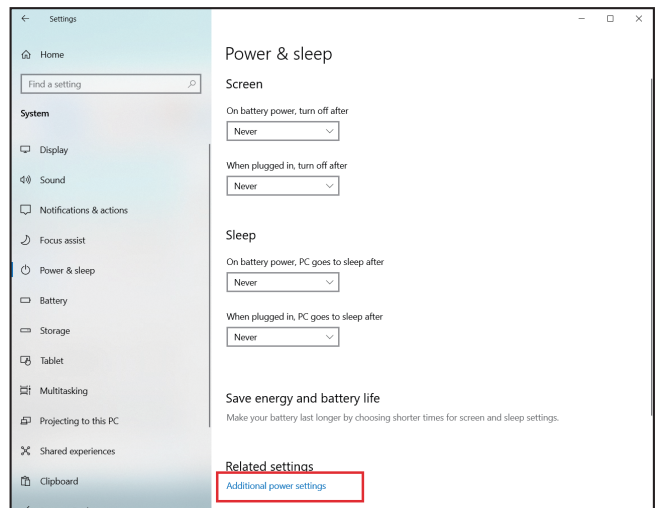 Settings
Home
Find a setting
System
Display
Sound
Notifications & actions
Focus assist
Power & sleep
Battery
Storage
Tablet
Multitasking
Projecting to this PC
Shared experiences
Clipboard
Power & sleep
Screen
On battery power, turn off after
Never
When plugged in, turn off after
Never
Sleep
On battery power, PC goes to sleep after
Never
When plugged in, PC goes to sleep after
Never
Save energy and battery life
Make your battery last longer by choosing shorter times for screen and sleep settings.
Related settings
Additional power settings